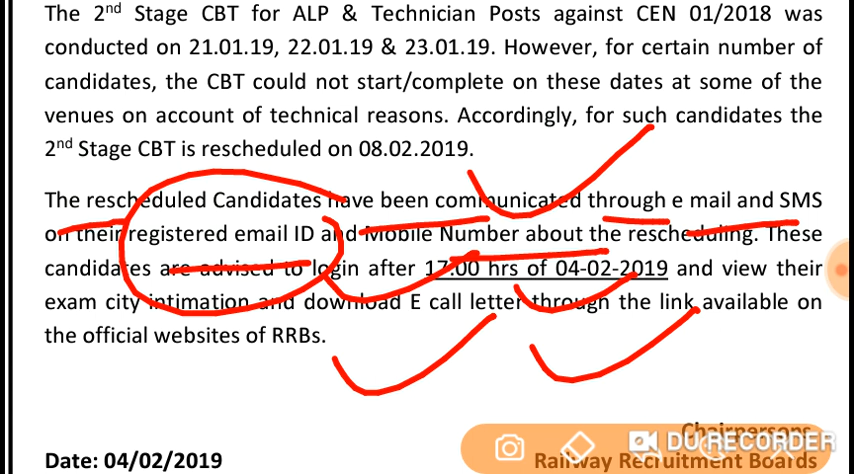 The 2nd Stage CBT for ALP & Technician Posts against CEN 01/2018 was
conducted on 21.01.19, 22.01.19 & 23.01.19. However, for certain number of
candidates, the CBT could not start/complete on these dates at some of the
venues on account of technical reasons. Accordingly, for such candidates the
2nd Stage CBT is rescheduled on 08.02.2019.
The rescheduled Candidates have been communicated through e mail and SMS
on their registered email ID and Mobile Number about the rescheduling. These
candidates are advised to login after 17:00 hrs of 04-02-2019 and view their
exam city intimation and download E call letter through the link available on
the official websites of RRBs.
Chairpersons
DU RECORDER
Date: 04/02/2019 Railway Recruitment Boards